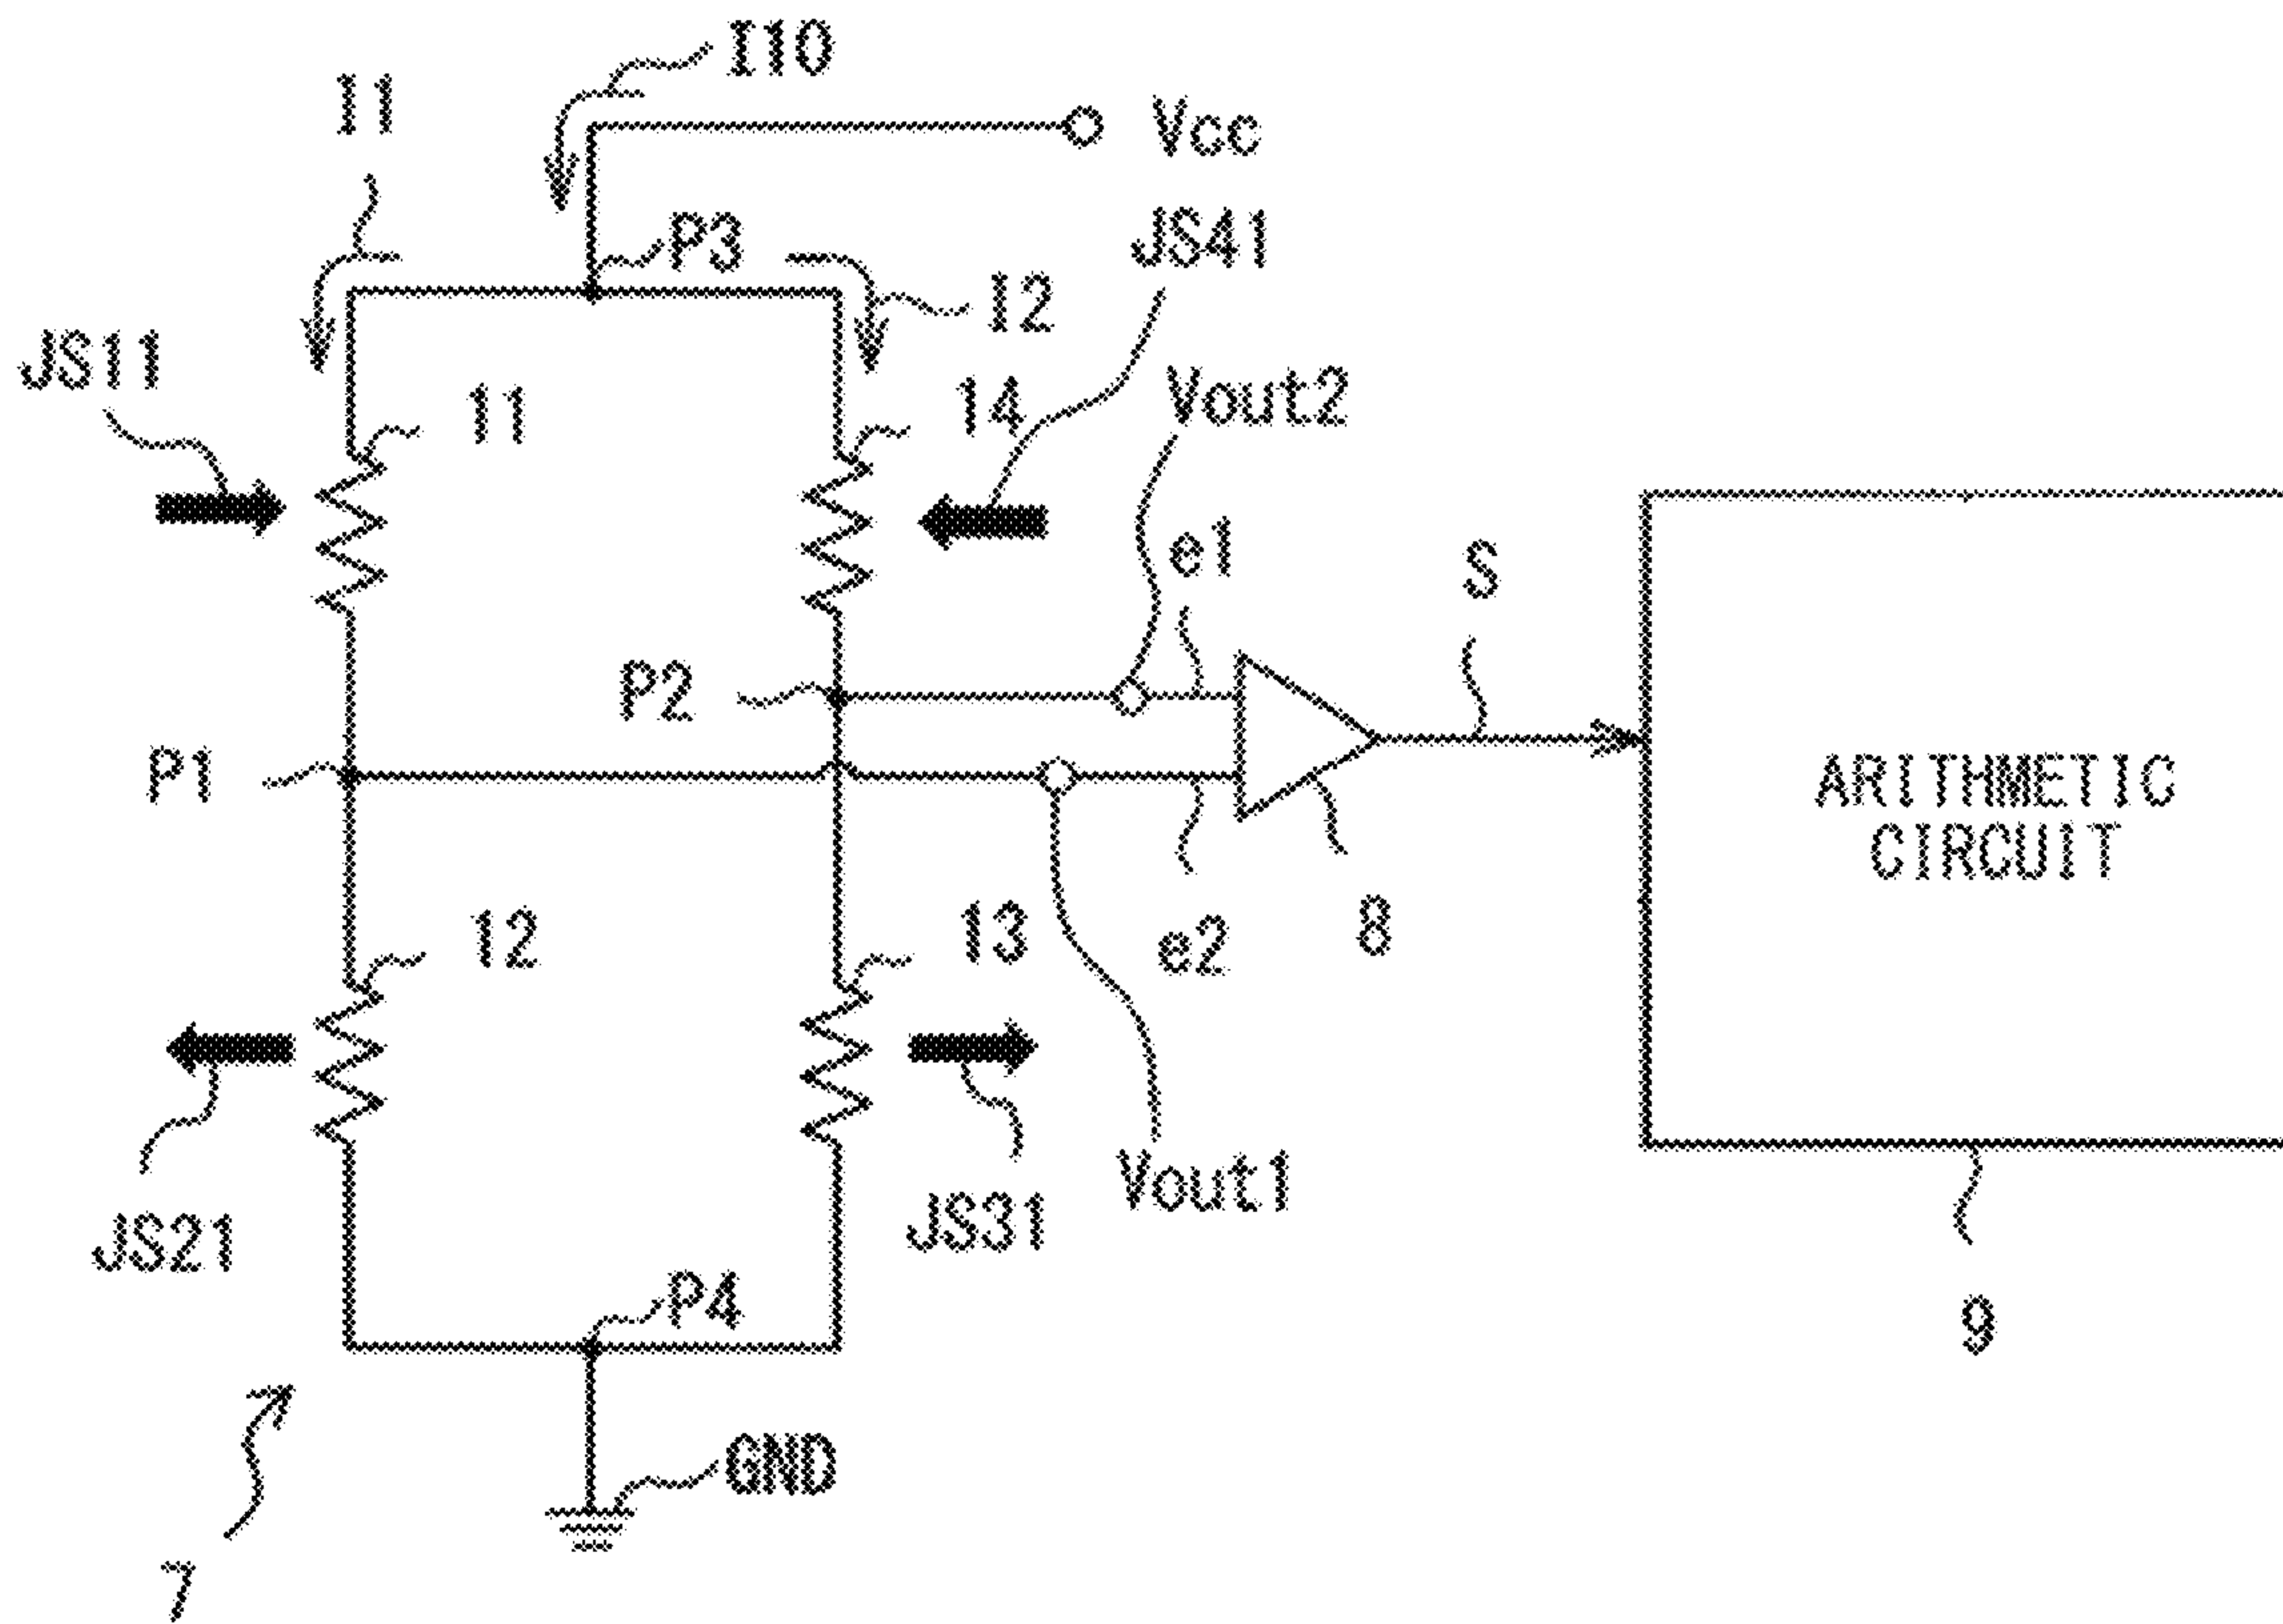 I10
I1
Vcc
P3
JS41
I2
JS11
11
14
Vout2
e1
S
P2
P1
ARITHMETIC
CIRCUIT
12
13
e2
8
Vout1
JS21
JS31
P4
9
GND
7